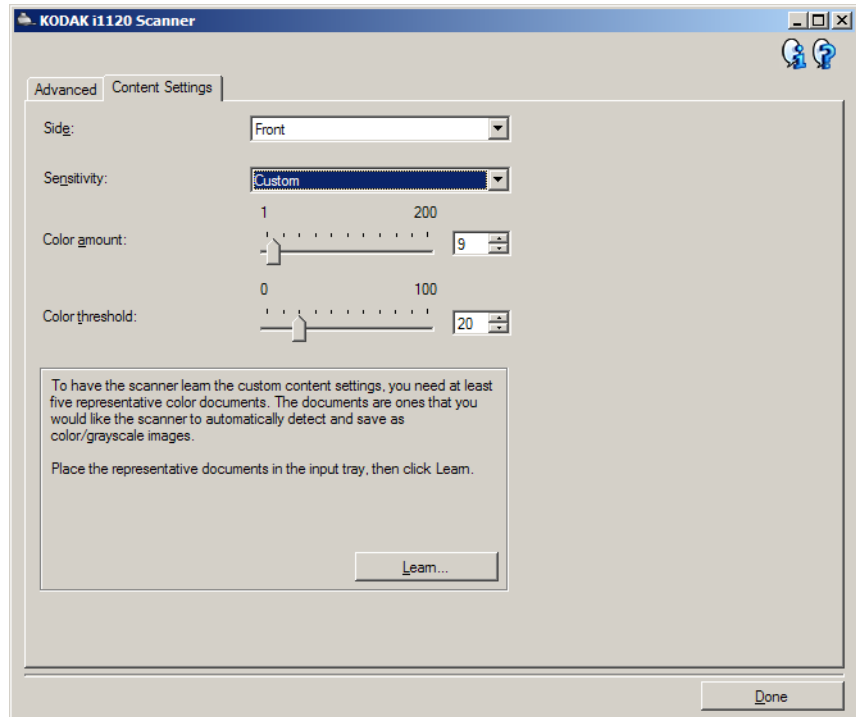 KODAK i1120 Scanner
Advanced
Content Settings
Side:
Front
Sensitivity:
Custom
1 200
Color amount:
9
0 100
Color threshold:
20
To have the scanner learn the custom content settings, you need at least
five representative color documents. The documents are ones that you
would like the scanner to automatically detect and save as
color/grayscale images.
Place the representative documents in the input tray, then click Learn.
Learn...
Done